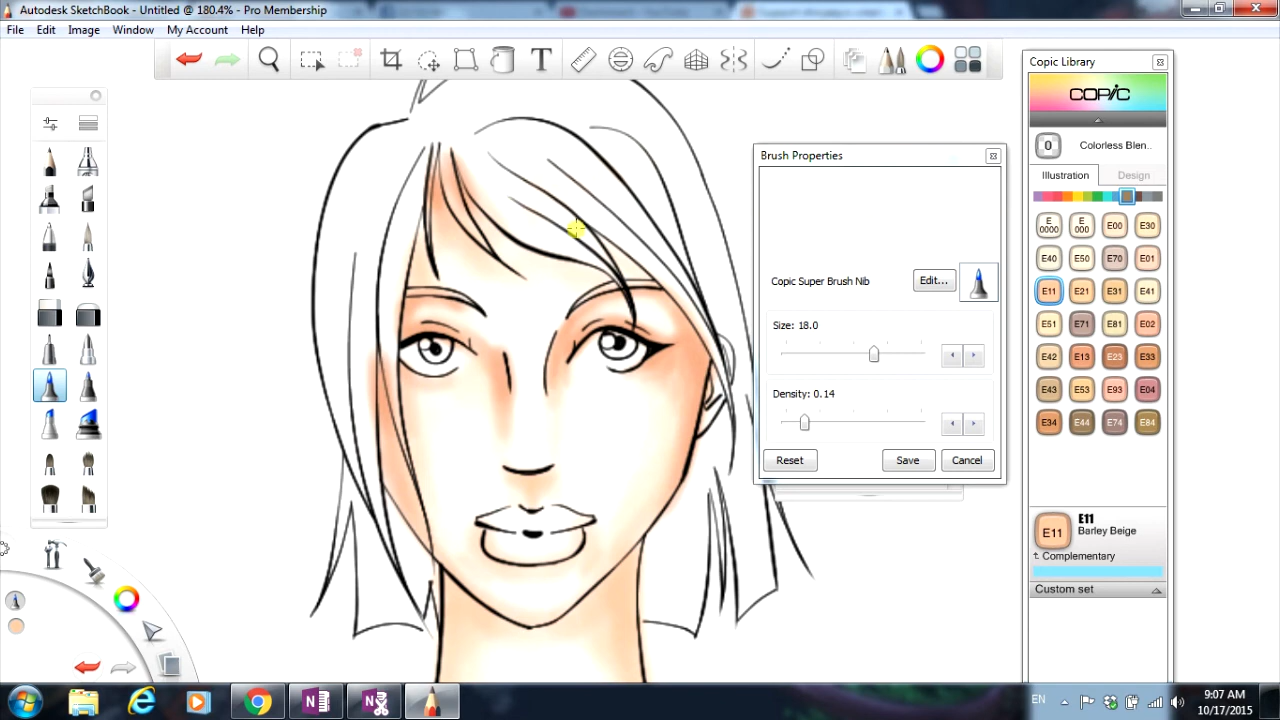 Autodesk SketchBook - Untitled @ 180.4% - Pro Membership
File Edit Image Window My Account Help
T
Copic Library
COPIC
0 Colorless Blen..
Illustration Design
E0000 E000 E00 E30
E40 E50 E70 E01
E11 E21 E31 E41
E51 E71 E81 E02
E42 E13 E23 E33
E43 E53 E93 E04
E34 E44 E74 E84
E11 E11
Barley Beige
1. Complementary
Custom set
Brush Properties
Copic Super Brush Nib Edit...
Size: 18.0
Density: 0.14
Reset Save Cancel
EN
9:07 AM
10/17/2015